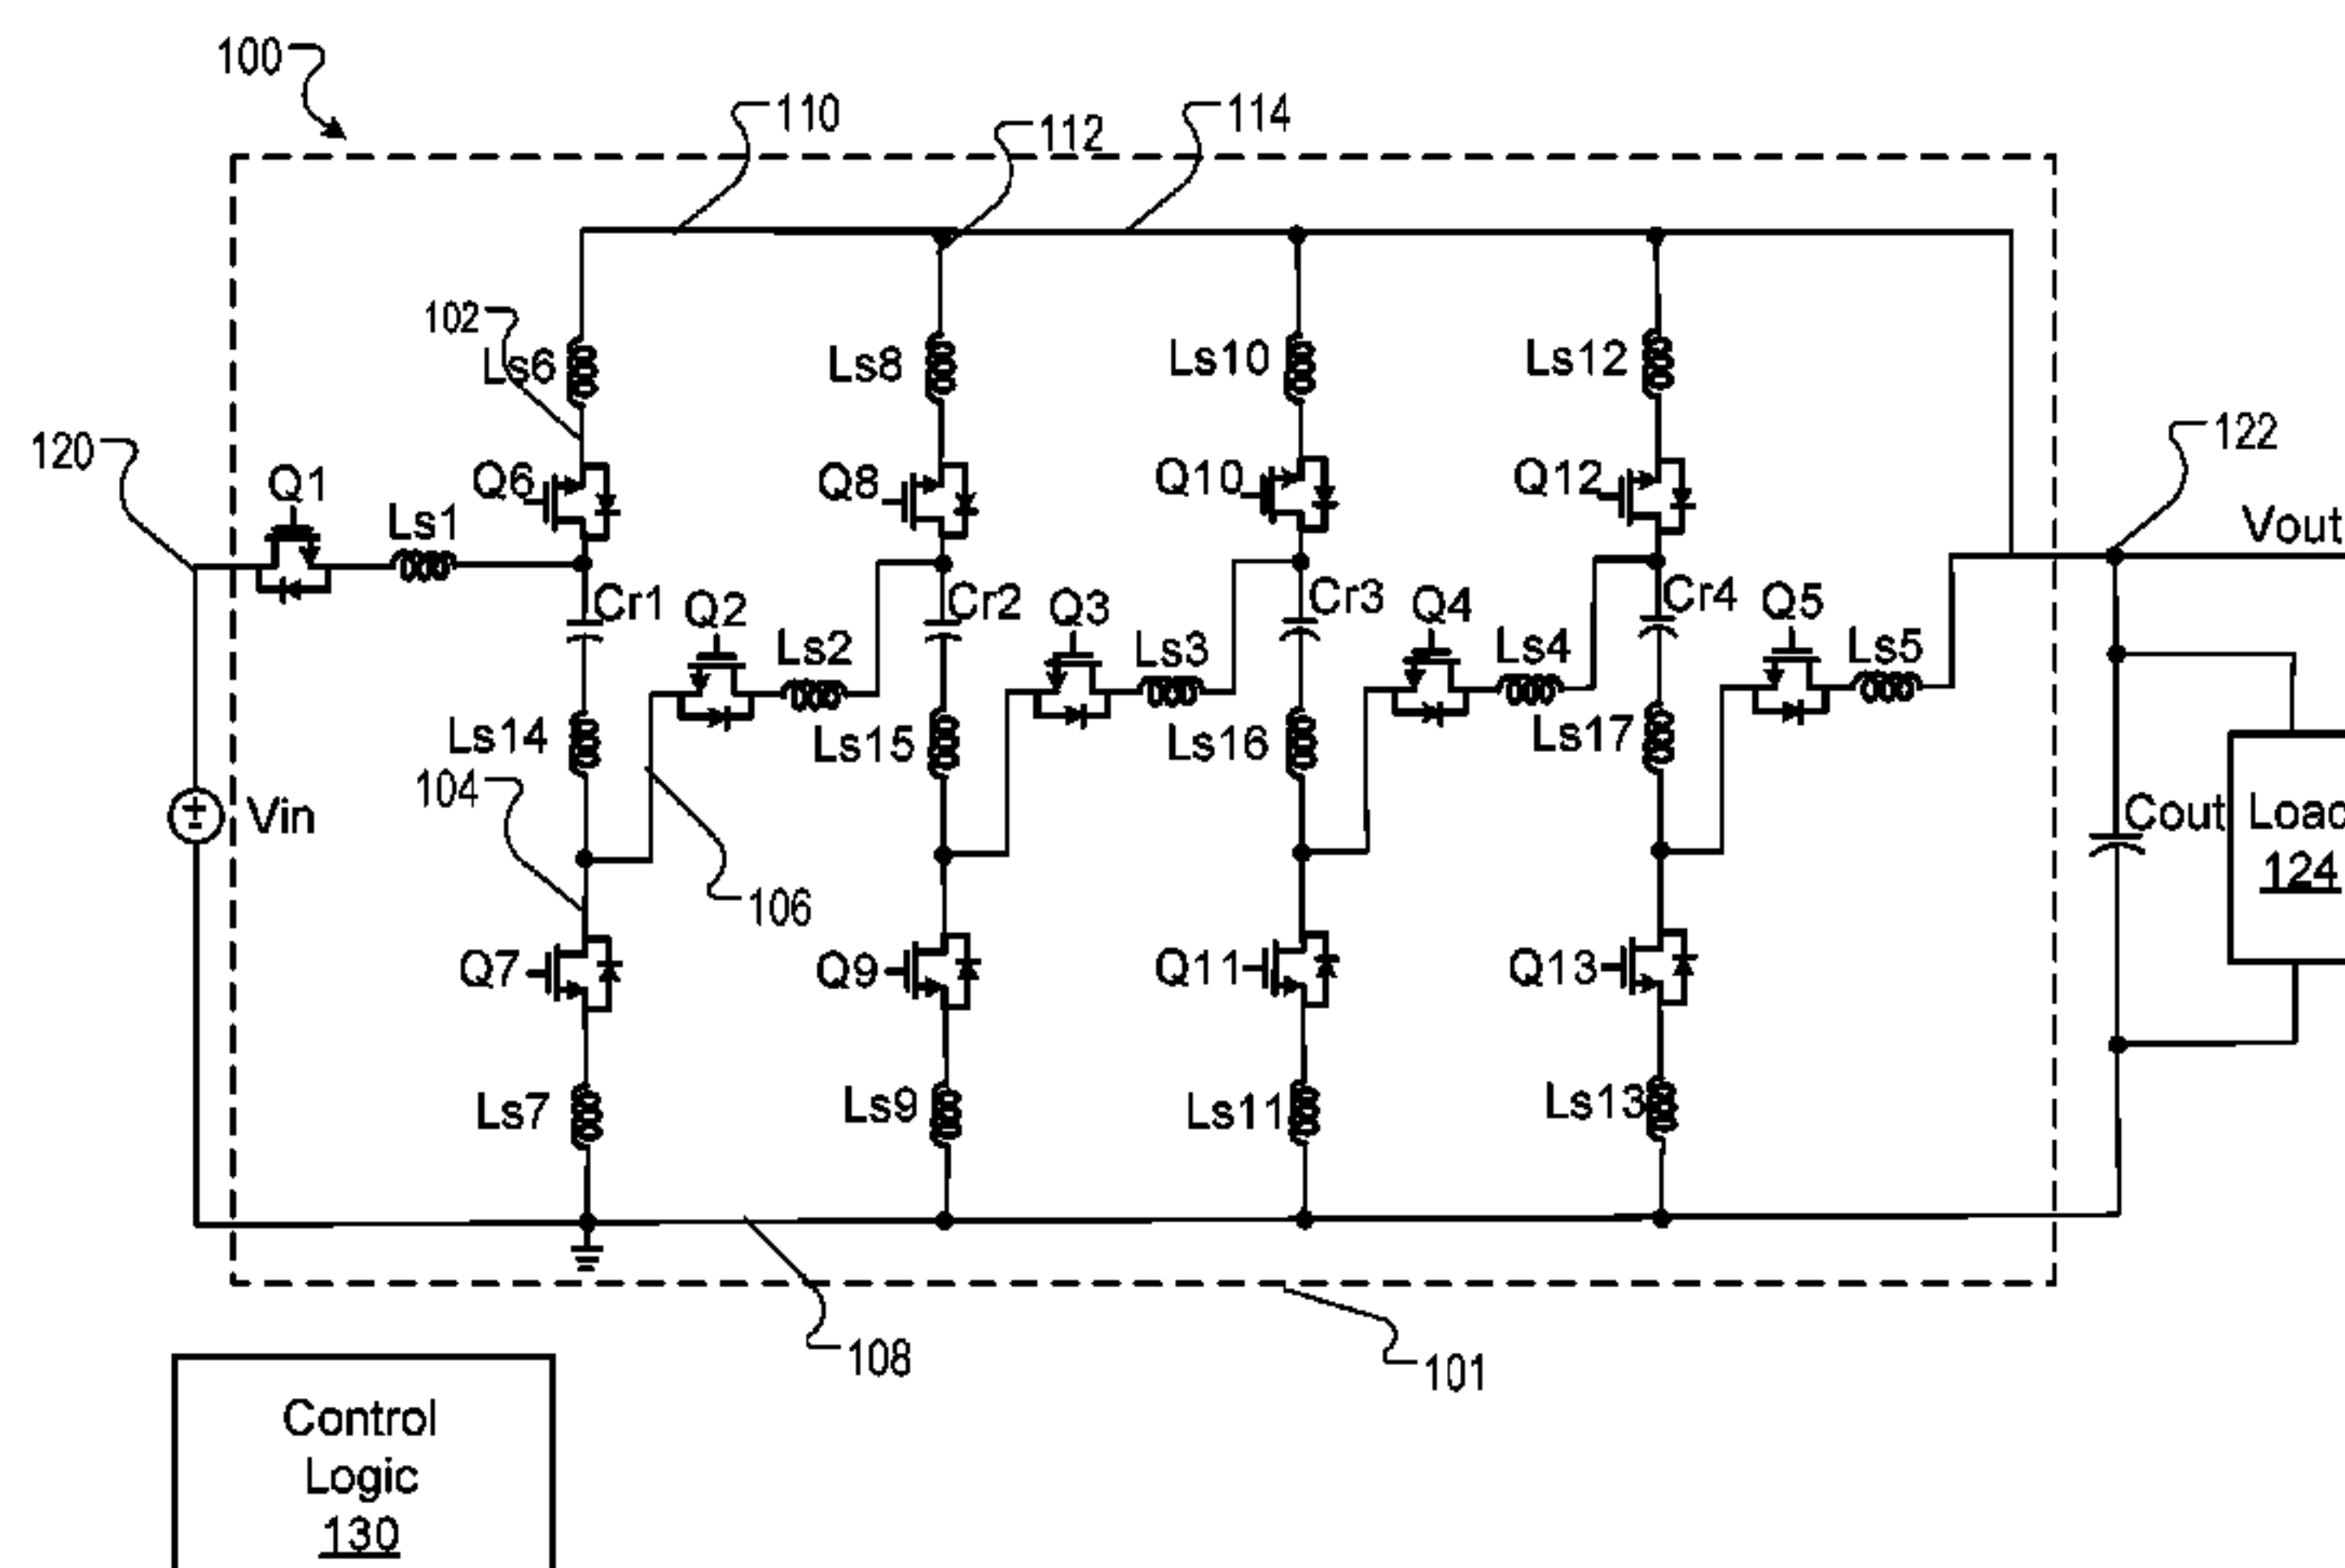 100
110
112
114
102
Ls6
Ls8
Ls10
Ls12
120
122
Q1
Q6
Q8
Q10
Q12
Ls1
Vout
Cr1
Q2
Cr2
Q3
Cr3
Q4
Cr4
Q5
Ls2
Ls3
Ls4
Ls5
Ls14
Ls15
Ls16
Ls17
104
Vin
Cout
124
106
Q7
Q9
Q11
Q13
Ls7
Ls9
Ls11
Ls13
108
101
Control
Logic
130